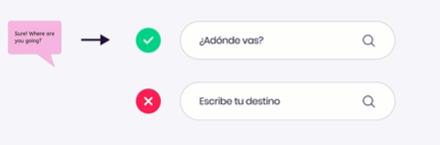 Sure! Where are
you going?
¿Adónde vas?
Escribe tu destino